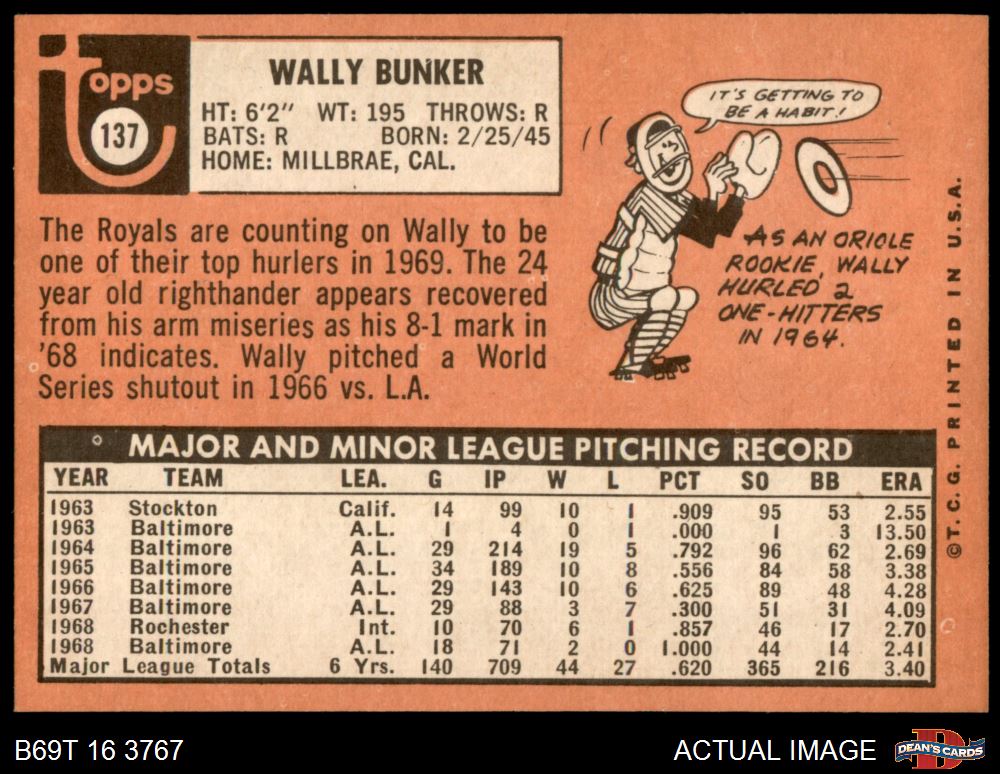 topps
137
WALLY BUNKER
HT: 6'2" WT: 195 THROWS: R
BATS: R BORN: 2/25/45
HOME: MILLBRAE, CAL.
The Royals are counting on Wally to be
one of their top hurlers in 1969. The 24
year old righthander appears recovered
from his arm miseries as his 8-1 mark in
'68 indicates. Wally pitched a World
Series shutout in 1966 vs. L.A.
IT'S GETTING TO
BE A HABIT!
AS AN ORIOLE
ROOKIE, WALLY
HURLED 2
ONE-HITTERS
IN 1964.
©T.C.G. PRINTED IN U.S.A.
MAJOR AND MINOR LEAGUE PITCHING RECORD
YEAR TEAM LEA. G IP W L PCT SO BB ERA
1963 Stockton Calif. 14 99 10 1 .909 95 53 2.55
1963 Baltimore A.L. 1 4 0 1 .000 1 3 13.50
1964 Baltimore A.L. 29 214 19 5 .792 96 62 2.69
1965 Baltimore A.L. 34 189 10 8 .556 84 58 3.38
1966 Baltimore A.L. 29 143 10 6 .625 89 48 4.28
1967 Baltimore A.L. 29 88 3 7 .300 51 31 4.09
1968 Rochester Int. 10 70 6 1 .857 46 17 2.70
1968 Baltimore A.L. 18 71 2 0 1.000 44 14 2.41
Major League Totals 6 Yrs. 140 709 44 27 .620 365 216 3.40
B69T 16 3767
ACTUAL IMAGE
D
DEAN'S CARDS